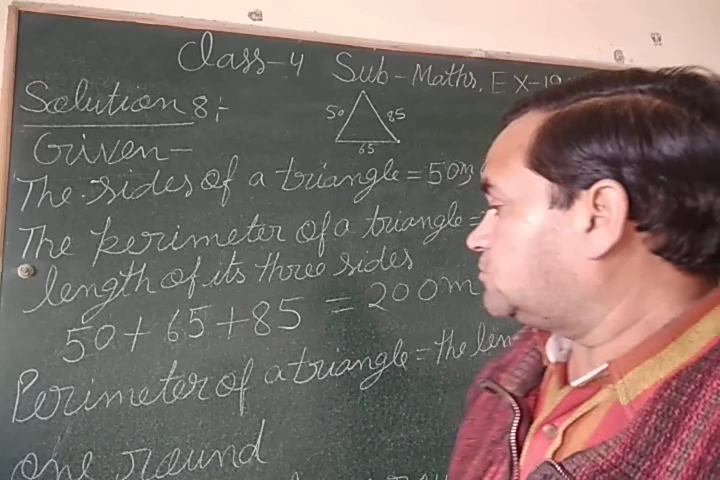 Class-4 Sub-Maths, EX-19
Solution 8:-
50 85
65
Given-
The sides of a triangle = 50m
The perimeter of a triangle =
length of its three sides
50 + 65 + 85 = 200m
Perimeter of a triangle = the len
one round